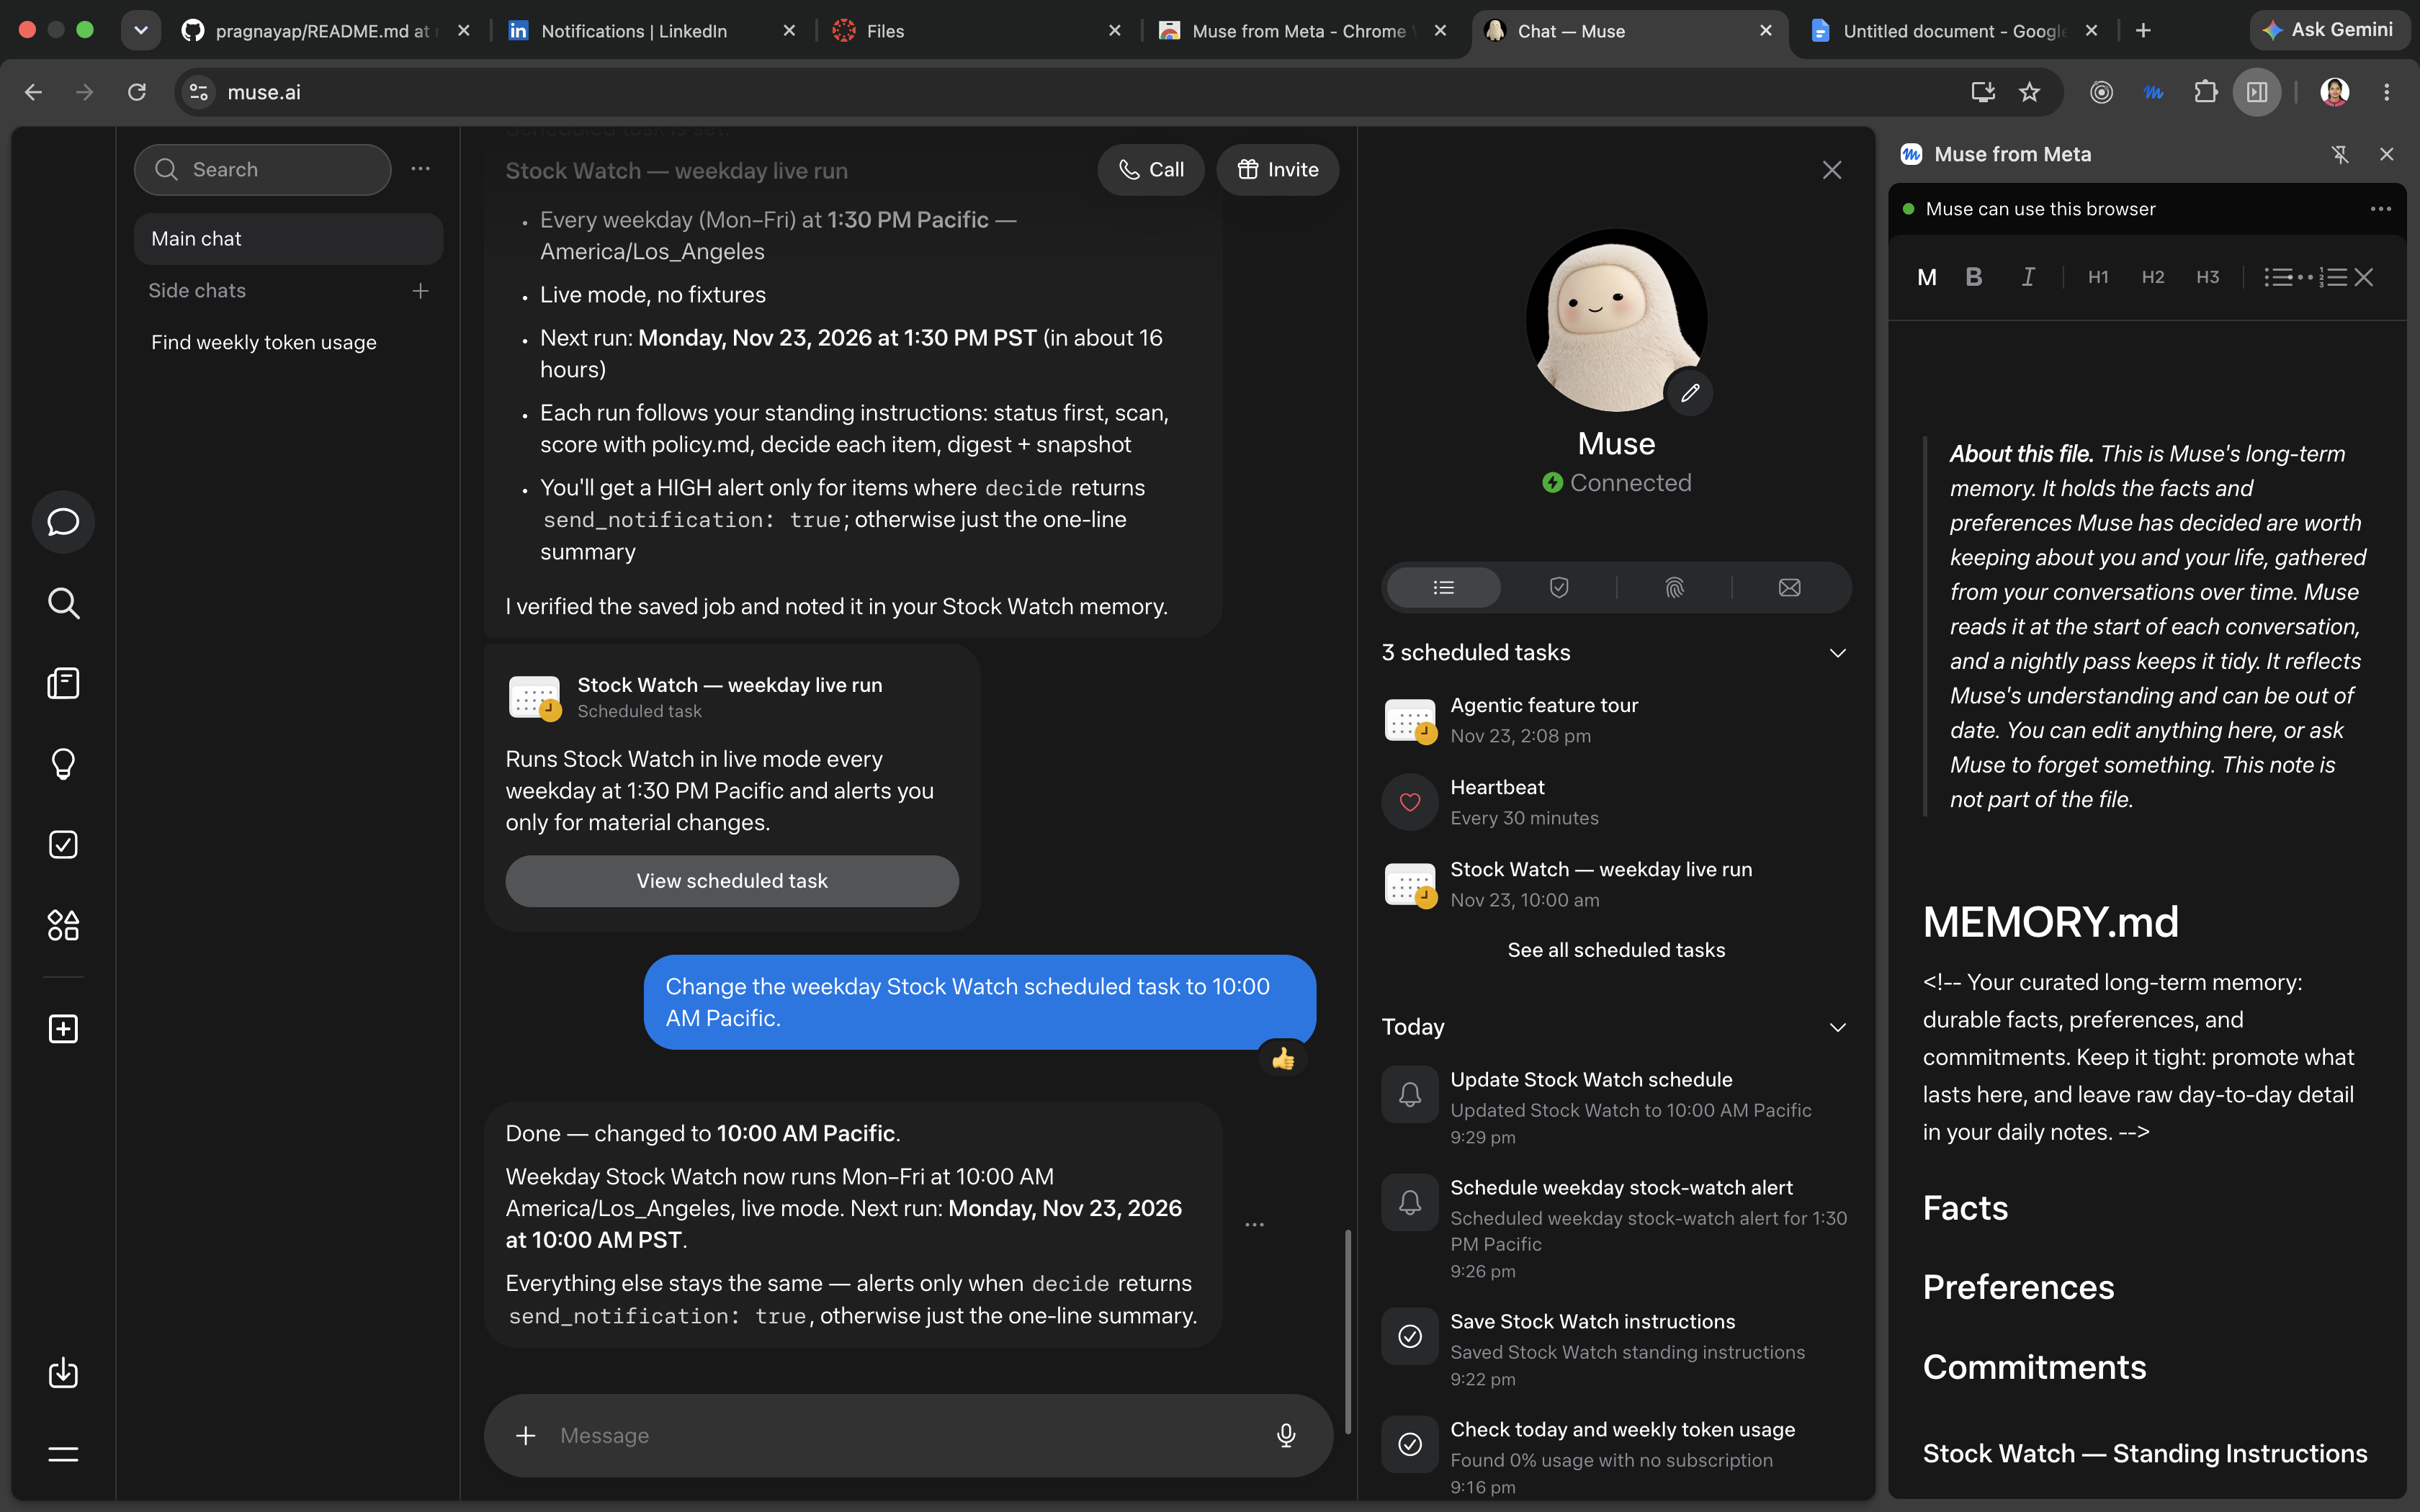 pragnayap/README.md at
Notifications | LinkedIn
Files
Muse from Meta - Chrome
Chat — Muse
Untitled document - Google
Ask Gemini
muse.ai
Search
Main chat
Side chats
Find weekly token usage
Scheduled task is set.
Stock Watch — weekday live run
Call
Invite
• Every weekday (Mon–Fri) at 1:30 PM Pacific —
America/Los_Angeles
• Live mode, no fixtures
• Next run: Monday, Nov 23, 2026 at 1:30 PM PST (in about 16
hours)
• Each run follows your standing instructions: status first, scan,
score with policy.md, decide each item, digest + snapshot
• You'll get a HIGH alert only for items where decide returns
send_notification: true; otherwise just the one-line
summary
I verified the saved job and noted it in your Stock Watch memory.
Stock Watch — weekday live run
Scheduled task
Runs Stock Watch in live mode every
weekday at 1:30 PM Pacific and alerts you
only for material changes.
View scheduled task
Change the weekday Stock Watch scheduled task to 10:00
AM Pacific.
Done — changed to 10:00 AM Pacific.
Weekday Stock Watch now runs Mon–Fri at 10:00 AM
America/Los_Angeles, live mode. Next run: Monday, Nov 23, 2026
at 10:00 AM PST.
Everything else stays the same — alerts only when decide returns
send_notification: true, otherwise just the one-line summary.
Message
Muse
Connected
3 scheduled tasks
Agentic feature tour
Nov 23, 2:08 pm
Heartbeat
Every 30 minutes
Stock Watch — weekday live run
Nov 23, 10:00 am
See all scheduled tasks
Today
Update Stock Watch schedule
Updated Stock Watch to 10:00 AM Pacific
9:29 pm
Schedule weekday stock-watch alert
Scheduled weekday stock-watch alert for 1:30
PM Pacific
9:26 pm
Save Stock Watch instructions
Saved Stock Watch standing instructions
9:22 pm
Check today and weekly token usage
Found 0% usage with no subscription
9:16 pm
Muse from Meta
Muse can use this browser
M B I H1 H2 H3
About this file. This is Muse's long-term
memory. It holds the facts and
preferences Muse has decided are worth
keeping about you and your life, gathered
from your conversations over time. Muse
reads it at the start of each conversation,
and a nightly pass keeps it tidy. It reflects
Muse's understanding and can be out of
date. You can edit anything here, or ask
Muse to forget something. This note is
not part of the file.
MEMORY.md
<!-- Your curated long-term memory:
durable facts, preferences, and
commitments. Keep it tight: promote what
lasts here, and leave raw day-to-day detail
in your daily notes. -->
Facts
Preferences
Commitments
Stock Watch — Standing Instructions